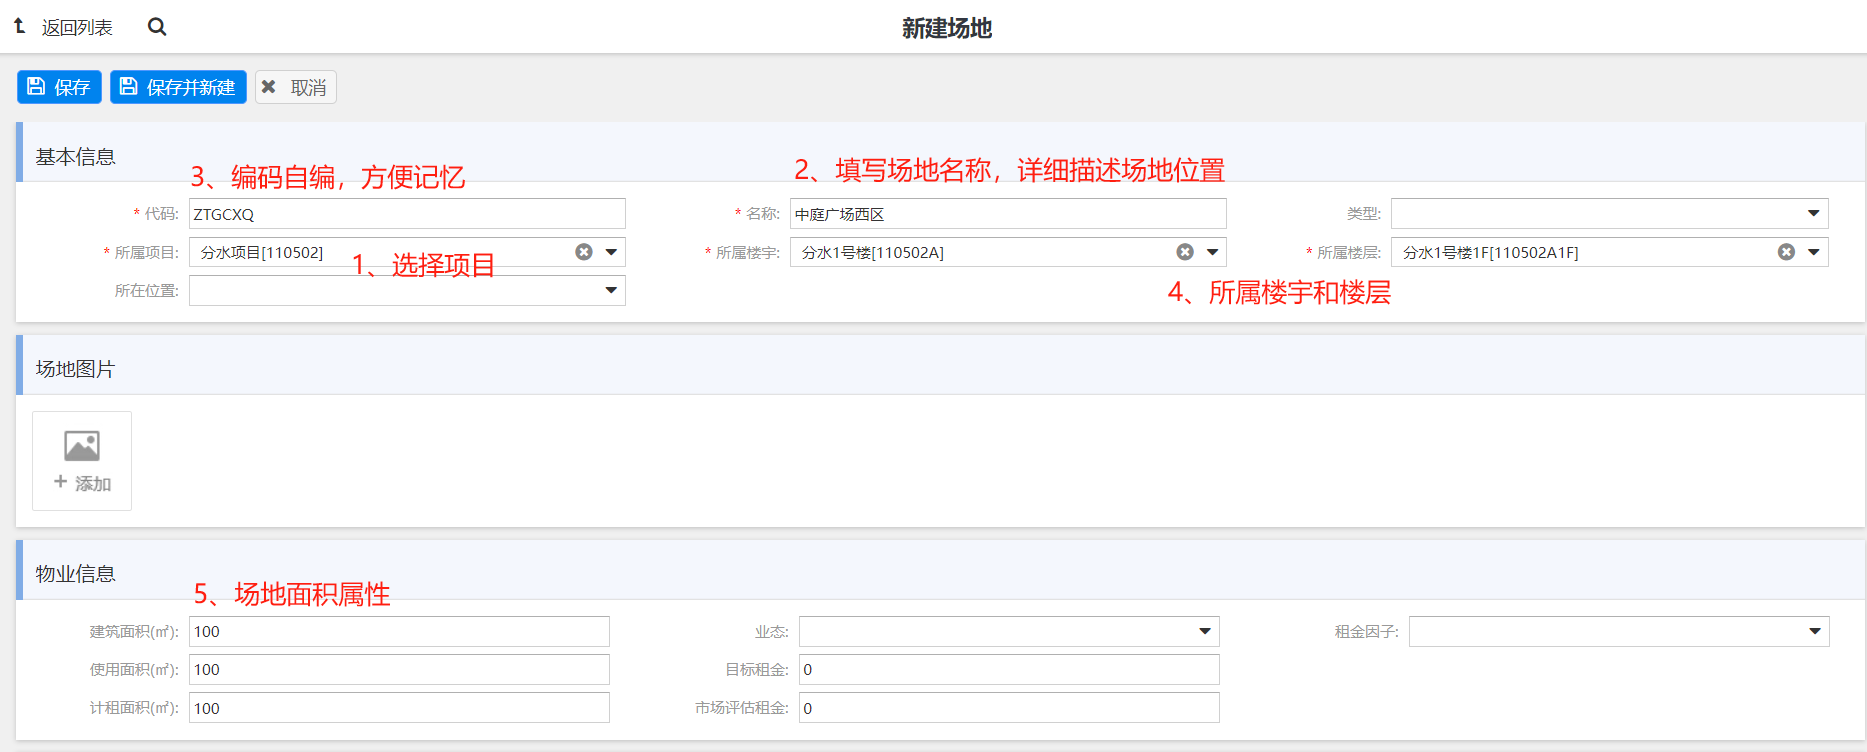 返回列表
新建场地
保存
保存并新建
取消
基本信息
3、编码自编，方便记忆
2、填写场地名称，详细描述场地位置
* 代码: ZTGCXQ
* 名称: 中庭广场西区
类型:
* 所属项目: 分水项目[110502]
* 所属楼宇: 分水1号楼[110502A]
* 所属楼层: 分水1号楼1F[110502A1F]
1、选择项目
所在位置:
4、所属楼宇和楼层
场地图片
+ 添加
物业信息
5、场地面积属性
建筑面积(㎡): 100
业态:
租金因子:
使用面积(㎡): 100
目标租金: 0
计租面积(㎡): 100
市场评估租金: 0